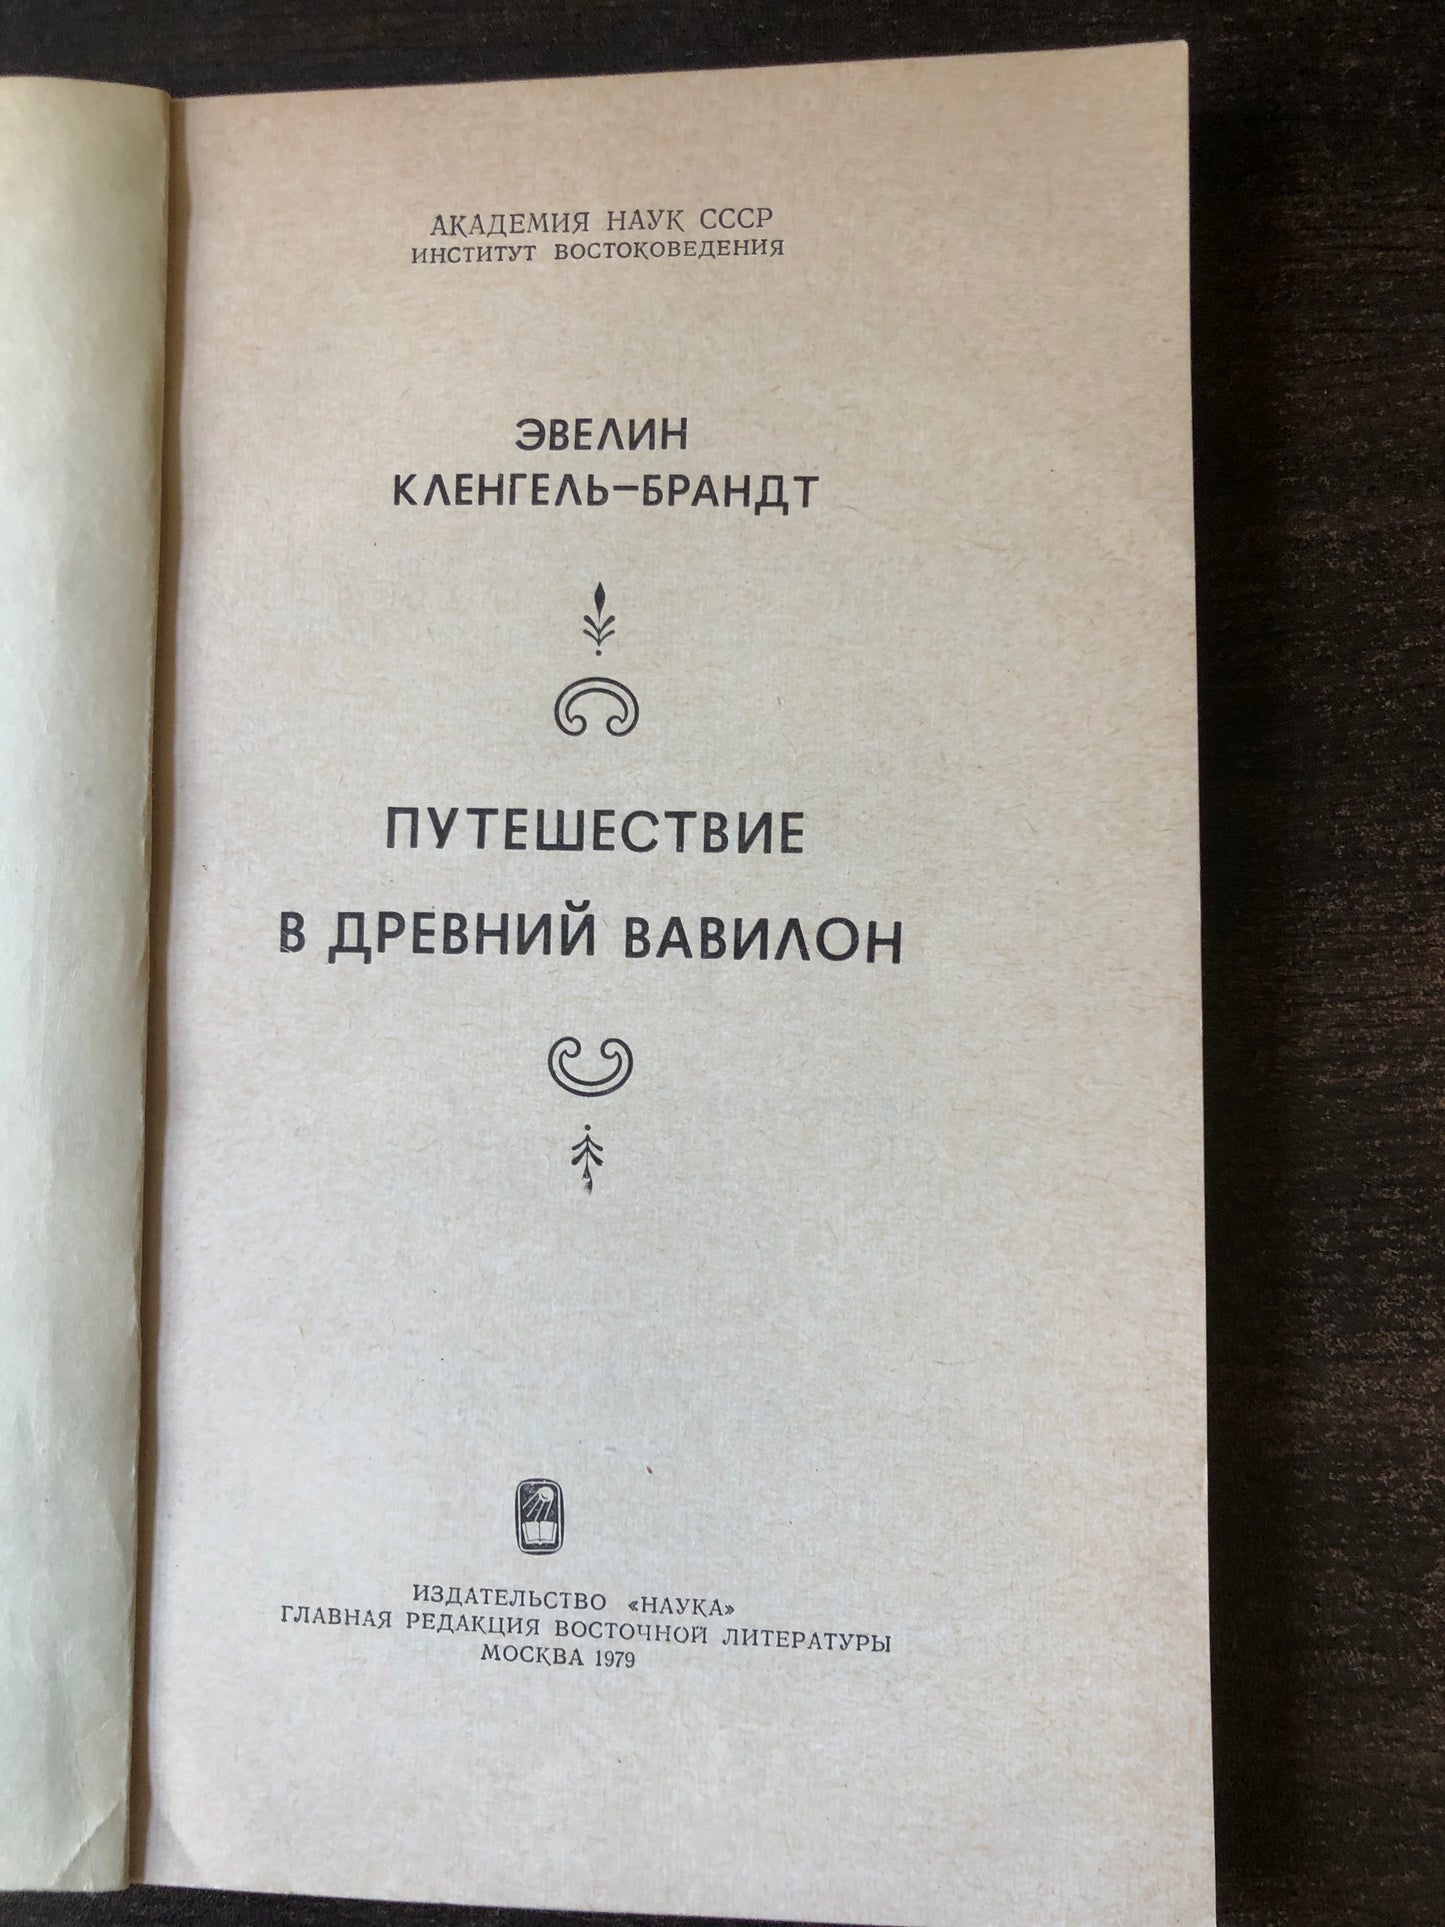 АКАДЕМИЯ НАУК СССР
ИНСТИТУТ ВОСТОКОВЕДЕНИЯ
ЭВЕЛИН
КЛЕНГЕЛЬ-БРАНДТ
ПУТЕШЕСТВИЕ
В ДРЕВНИЙ ВАВИЛОН
ИЗДАТЕЛЬСТВО «НАУКА»
ГЛАВНАЯ РЕДАКЦИЯ ВОСТОЧНОЙ ЛИТЕРАТУРЫ
МОСКВА 1979